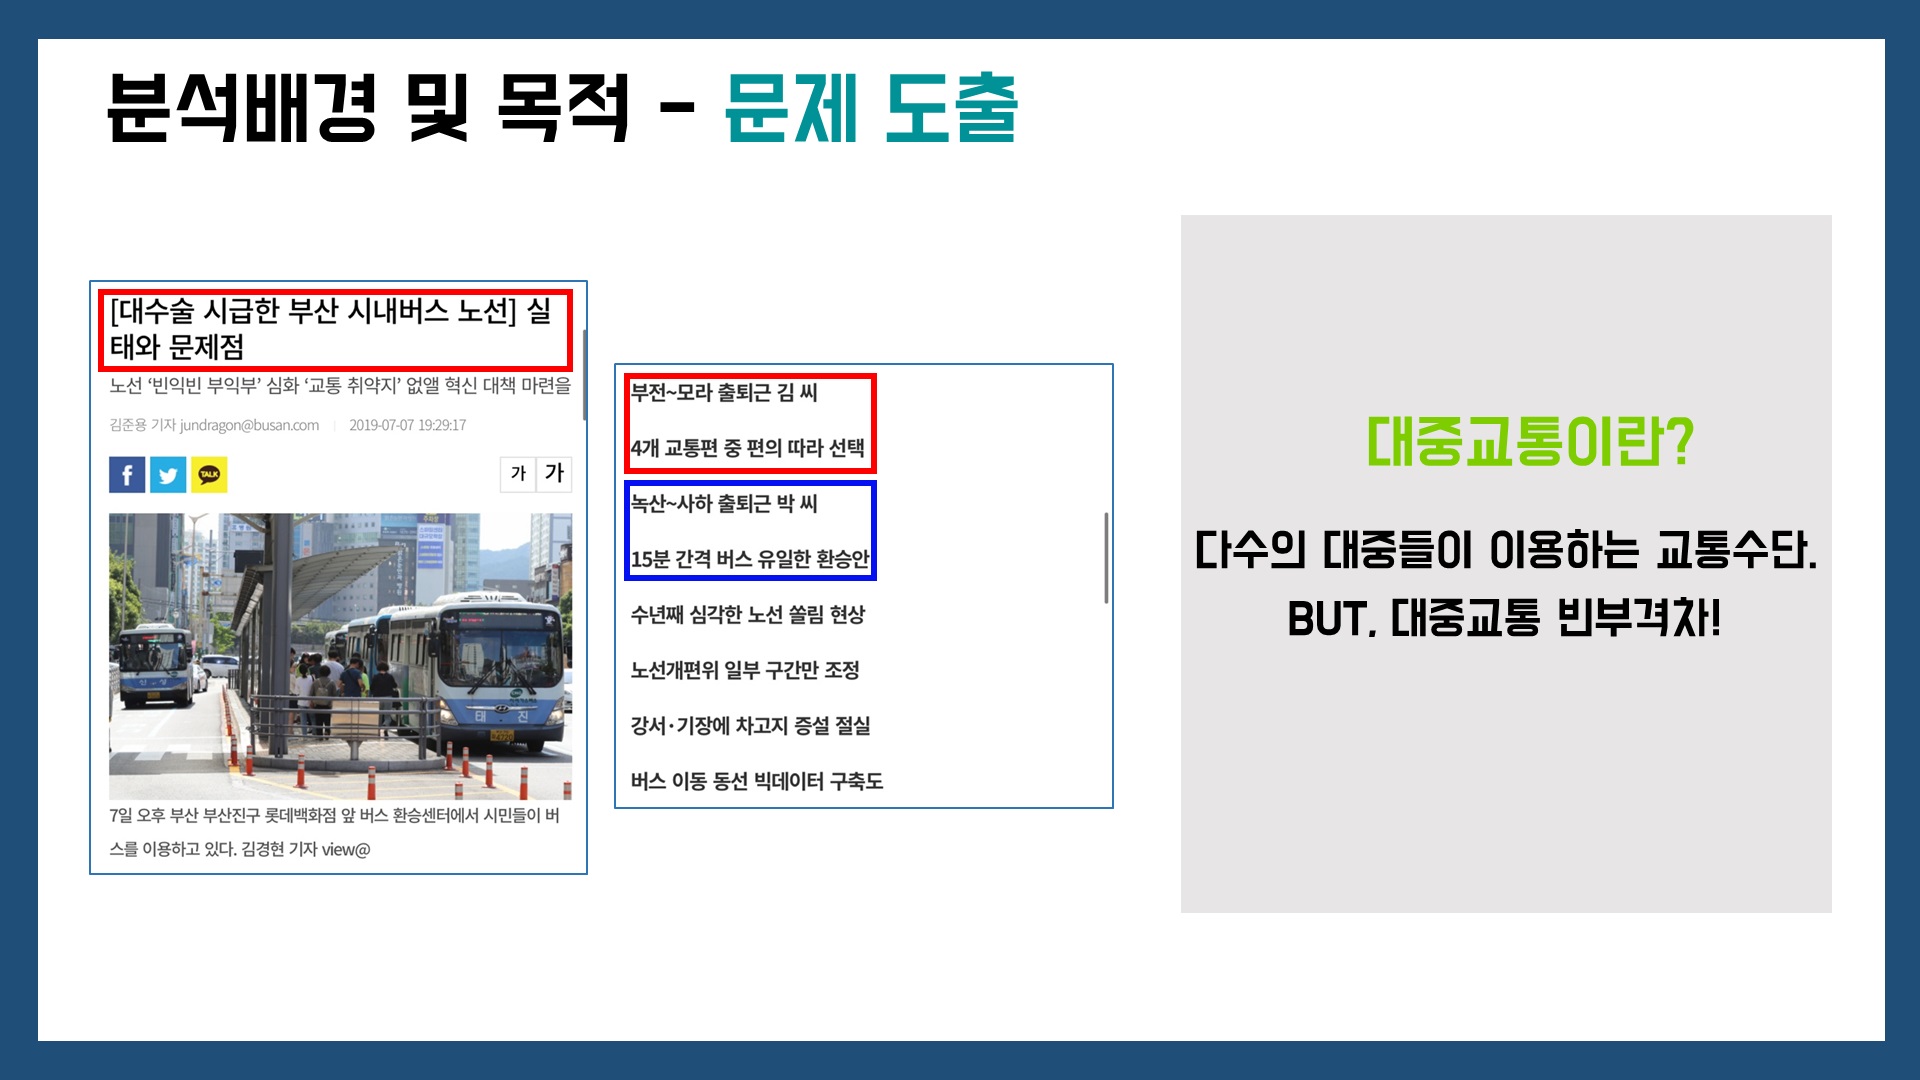 분석배경 및 목적 - 문제 도출
[대수술 시급한 부산 시내버스 노선] 실
태와 문제점
노선 ‘빈익빈 부익부’ 심화 ‘교통 취약지’ 없앨 혁신 대책 마련을
김준용 기자 jundragon@busan.com | 2019-07-07 19:29:17
f TALK 가 가
태 진
7일 오후 부산 부산진구 롯데백화점 앞 버스 환승센터에서 시민들이 버
스를 이용하고 있다. 김경현 기자 view@
부전~모라 출퇴근 김 씨
4개 교통편 중 편의 따라 선택
녹산~사하 출퇴근 박 씨
15분 간격 버스 유일한 환승안
수년째 심각한 노선 쏠림 현상
노선개편위 일부 구간만 조정
강서·기장에 차고지 증설 절실
버스 이동 동선 빅데이터 구축도
대중교통이란?
다수의 대중들이 이용하는 교통수단.
BUT, 대중교통 빈부격차!